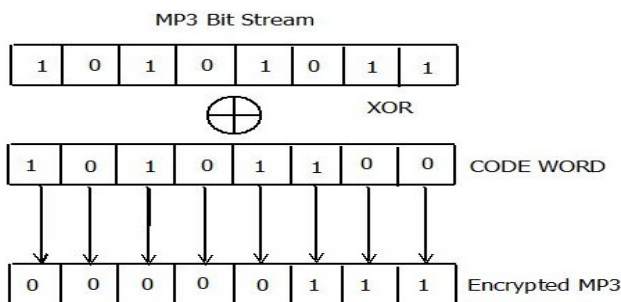 MP3 Bit Stream
1 0 1 0 1 0 1 1
XOR
1 0 1 0 1 1 0 0 CODE WORD
0 0 0 0 0 1 1 1 Encrypted MP3